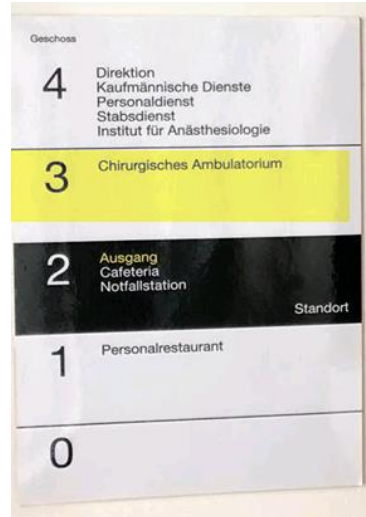 Geschoss
4
Direktion
Kaufmännische Dienste
Personaldienst
Stabsdienst
Institut für Anästhesiologie
3
Chirurgisches Ambulatorium
2
Ausgang
Cafeteria
Notfallstation
Standort
1
Personalrestaurant
0